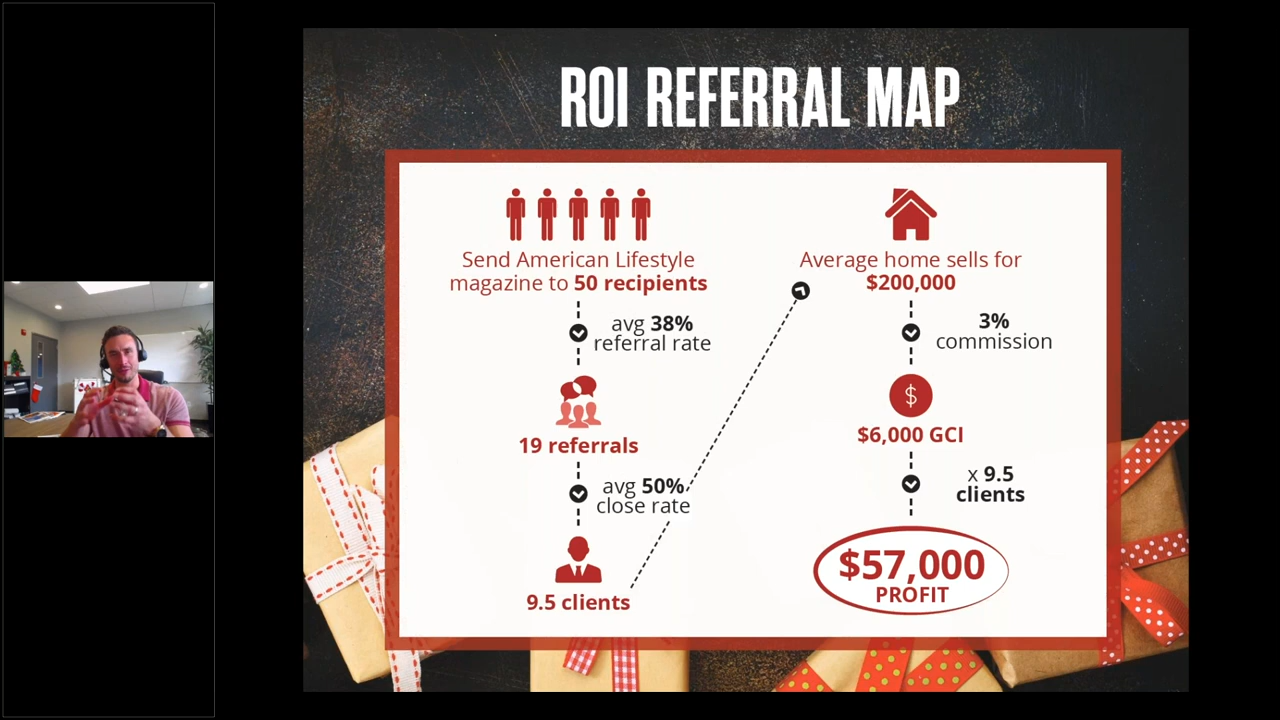 ROI REFERRAL MAP
Send American Lifestyle
magazine to 50 recipients
avg 38%
referral rate
19 referrals
avg 50%
close rate
9.5 clients
Average home sells for
$200,000
3%
commission
$
$6,000 GCI
x 9.5
clients
$57,000
PROFIT